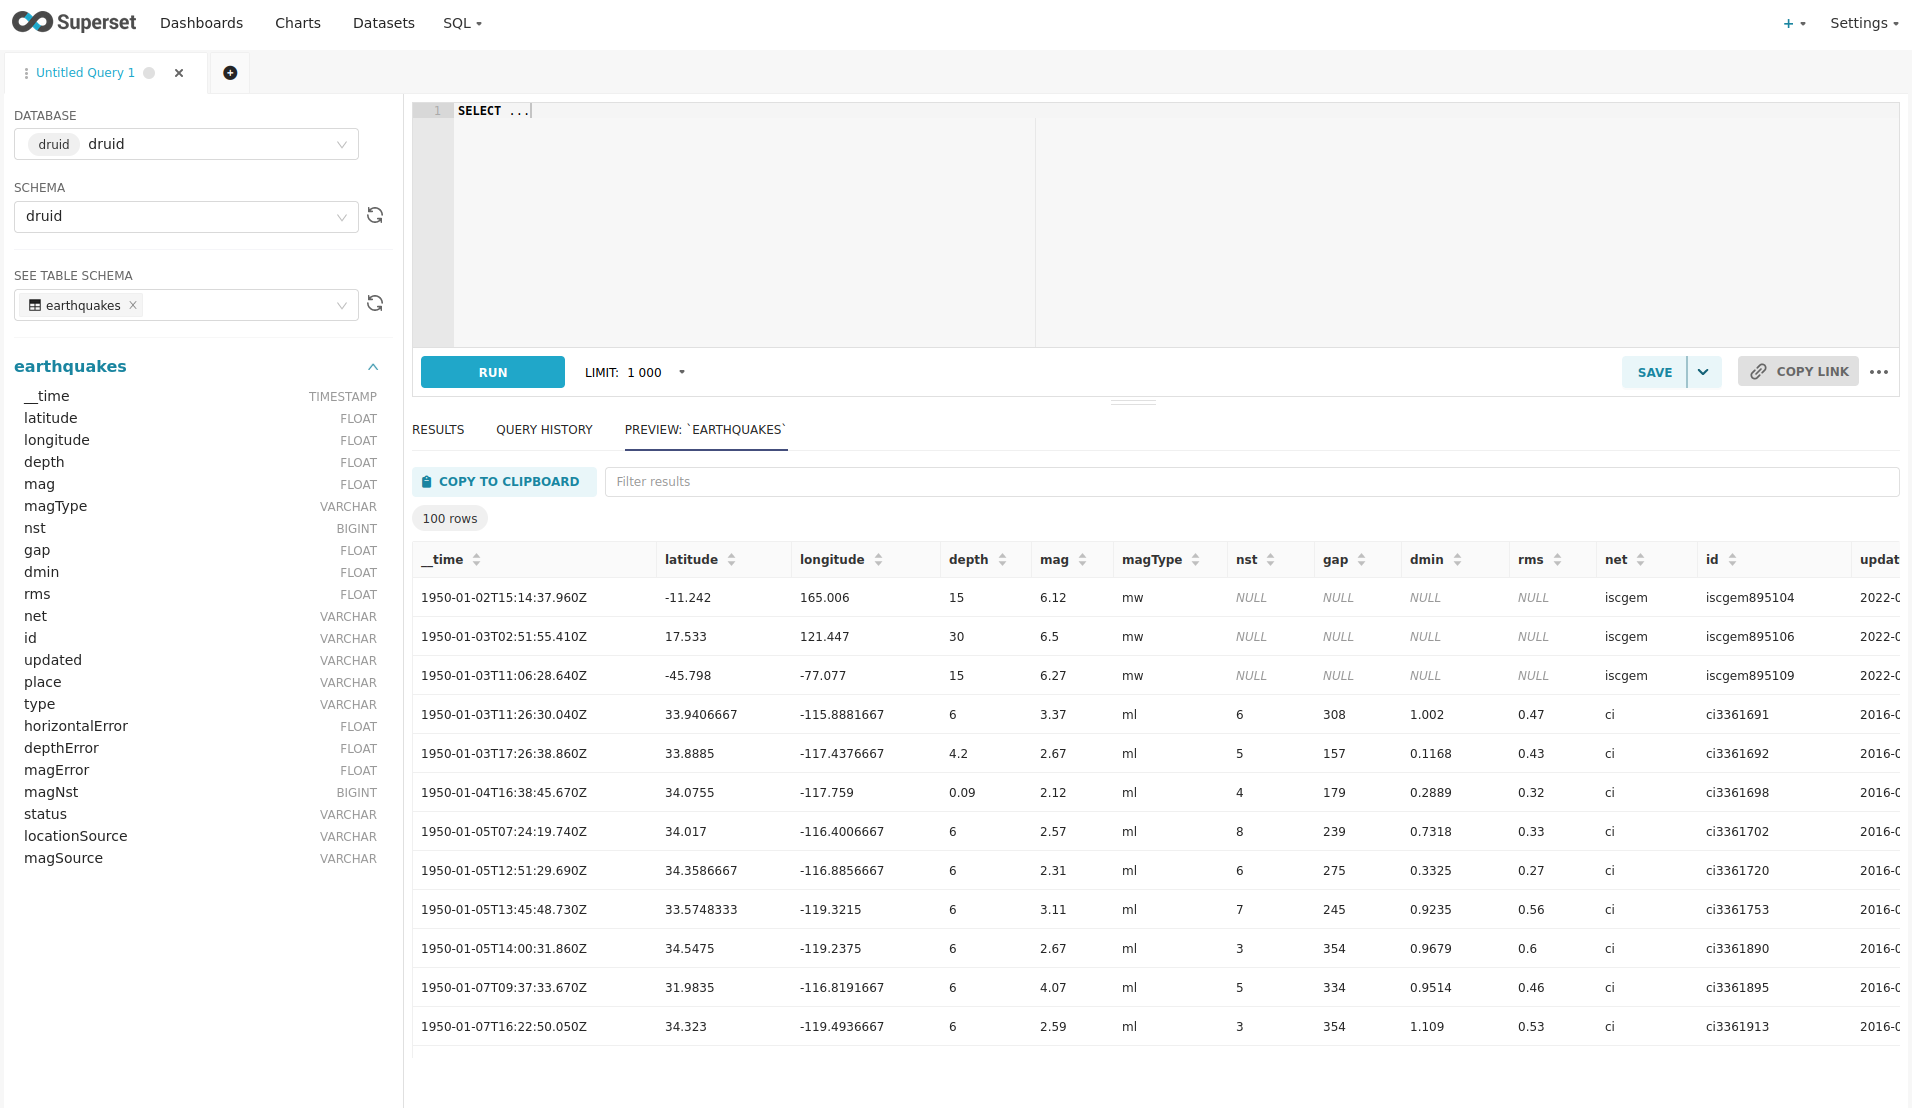 Superset Dashboards Charts Datasets SQL + Settings
Untitled Query 1
DATABASE
druid druid
SCHEMA
druid
SEE TABLE SCHEMA
earthquakes
earthquakes
__time TIMESTAMP
latitude FLOAT
longitude FLOAT
depth FLOAT
mag FLOAT
magType VARCHAR
nst BIGINT
gap FLOAT
dmin FLOAT
rms FLOAT
net VARCHAR
id VARCHAR
updated VARCHAR
place VARCHAR
type VARCHAR
horizontalError FLOAT
depthError FLOAT
magError FLOAT
magNst BIGINT
status VARCHAR
locationSource VARCHAR
magSource VARCHAR
1 SELECT ...
RUN LIMIT: 1 000 SAVE COPY LINK
RESULTS QUERY HISTORY PREVIEW: `EARTHQUAKES`
COPY TO CLIPBOARD Filter results
100 rows
__time latitude longitude depth mag magType nst gap dmin rms net id updat
1950-01-02T15:14:37.960Z -11.242 165.006 15 6.12 mw NULL NULL NULL NULL iscgem iscgem895104 2022-0
1950-01-03T02:51:55.410Z 17.533 121.447 30 6.5 mw NULL NULL NULL NULL iscgem iscgem895106 2022-0
1950-01-03T11:06:28.640Z -45.798 -77.077 15 6.27 mw NULL NULL NULL NULL iscgem iscgem895109 2022-0
1950-01-03T11:26:30.040Z 33.9406667 -115.8881667 6 3.37 ml 6 308 1.002 0.47 ci ci3361691 2016-0
1950-01-03T17:26:38.860Z 33.8885 -117.4376667 4.2 2.67 ml 5 157 0.1168 0.43 ci ci3361692 2016-0
1950-01-04T16:38:45.670Z 34.0755 -117.759 0.09 2.12 ml 4 179 0.2889 0.32 ci ci3361698 2016-0
1950-01-05T07:24:19.740Z 34.017 -116.4006667 6 2.57 ml 8 239 0.7318 0.33 ci ci3361702 2016-0
1950-01-05T12:51:29.690Z 34.3586667 -116.8856667 6 2.31 ml 6 275 0.3325 0.27 ci ci3361720 2016-0
1950-01-05T13:45:48.730Z 33.5748333 -119.3215 6 3.11 ml 7 245 0.9235 0.56 ci ci3361753 2016-0
1950-01-05T14:00:31.860Z 34.5475 -119.2375 6 2.67 ml 3 354 0.9679 0.6 ci ci3361890 2016-0
1950-01-07T09:37:33.670Z 31.9835 -116.8191667 6 4.07 ml 5 334 0.9514 0.46 ci ci3361895 2016-0
1950-01-07T16:22:50.050Z 34.323 -119.4936667 6 2.59 ml 3 354 1.109 0.53 ci ci3361913 2016-0